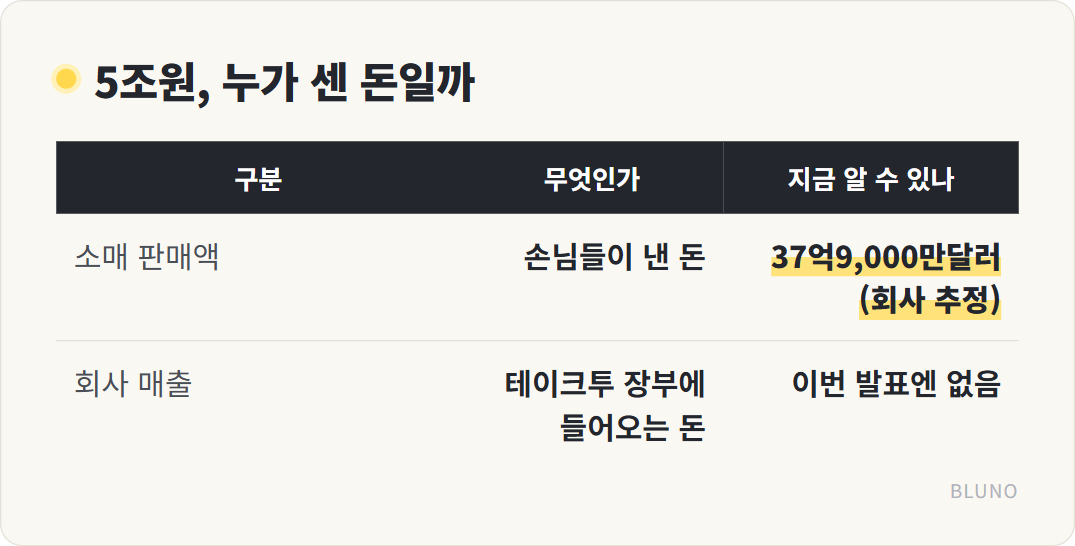 5조원, 누가 센 돈일까
구분 무엇인가 지금 알 수 있나
소매 판매액 손님들이 낸 돈 37억9,000만달러
(회사 추정)
회사 매출 테이크투 장부에 이번 발표엔 없음
들어오는 돈
BLUNO